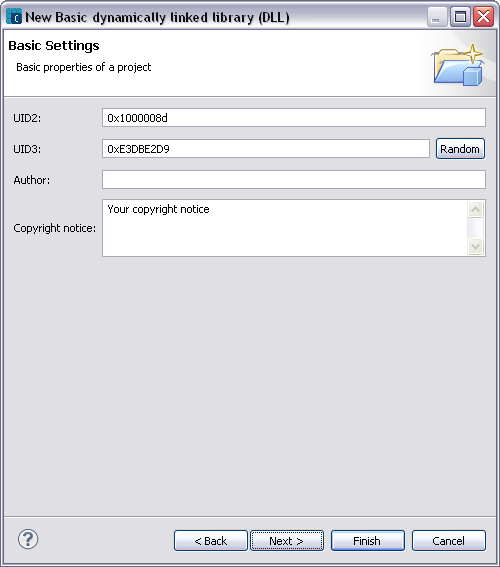 New Basic dynamically linked library (DLL)
Basic Settings
Basic properties of a project
UID2: 0x1000008d
UID3: 0xE3DBE2D9 Random
Author:
Copyright notice: Your copyright notice
? < Back Next > Finish Cancel